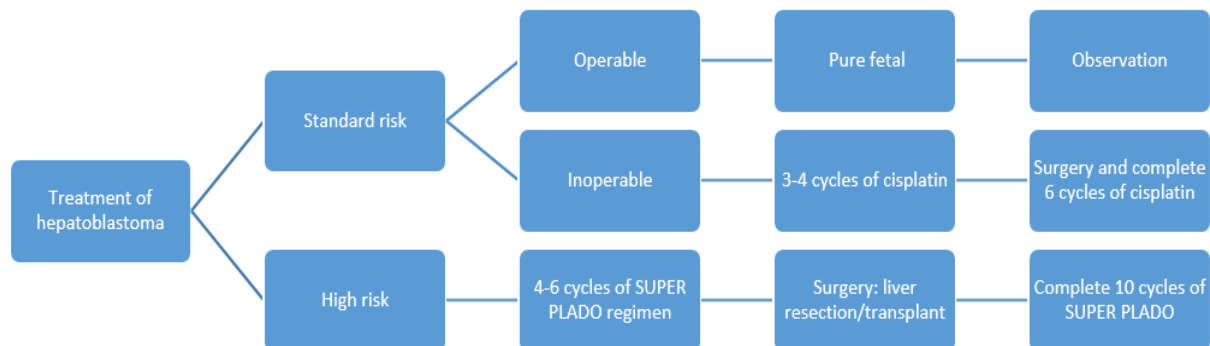 Operable
Pure fetal
Observation
Standard risk
Inoperable
3-4 cycles of cisplatin
Surgery and complete
6 cycles of cisplatin
Treatment of
hepatoblastoma
High risk
4-6 cycles of SUPER
PLADO regimen
Surgery: liver
resection/transplant
Complete 10 cycles of
SUPER PLADO